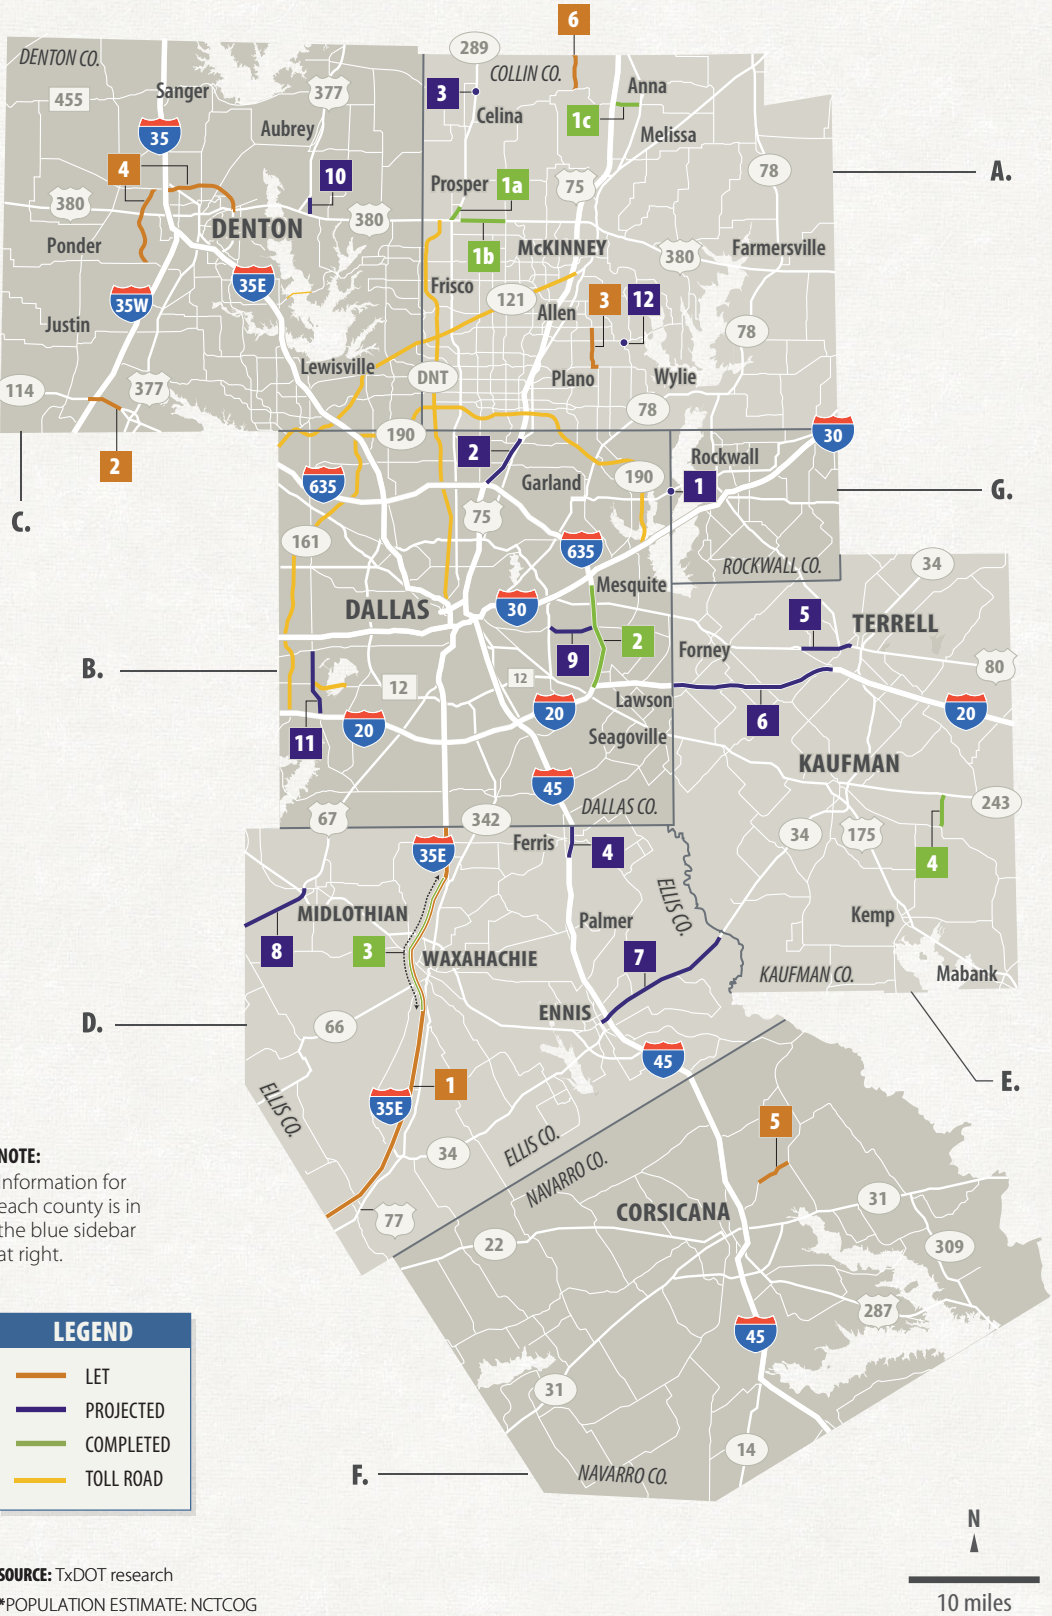 6
DENTON CO.
289
COLLIN CO.
455
Sanger
377
3
Anna
Celina
1c
35
Aubrey
Melissa
4
10
Prosper
1a
75
78
A.
380
380
DENTON
McKINNEY
Ponder
1b
380
Farmersville
35E
Frisco
35W
121
3
12
Justin
Allen
78
Lewisville
DNT
Plano
Wylie
114
377
78
190
30
2
2
Rockwall
635
Garland
190
1
G.
C.
75
161
635
ROCKWALL CO.
34
Mesquite
DALLAS
30
5
TERRELL
9
2
Forney
B.
80
12
12
Lawson
20
20
6
20
11
Seagoville
KAUFMAN
45
DALLAS CO.
243
67
342
34
175
Ferris
35E
4
4
ELLIS CO.
MIDLOTHIAN
Palmer
Kemp
8
3
WAXAHACHIE
7
KAUFMAN CO.
Mabank
ENNIS
D.
66
45
E.
1
ELLIS CO.
35E
5
NOTE:
34
ELLIS CO.
nformation for
NAVARRO CO.
each county is in
31
the blue sidebar
77
CORSICANA
at right.
22
309
287
LEGEND
45
LET
31
PROJECTED
COMPLETED
14
TOLL ROAD
F.
NAVARRO CO.
N
SOURCE: TxDOT research
*POPULATION ESTIMATE: NCTCOG
10 miles